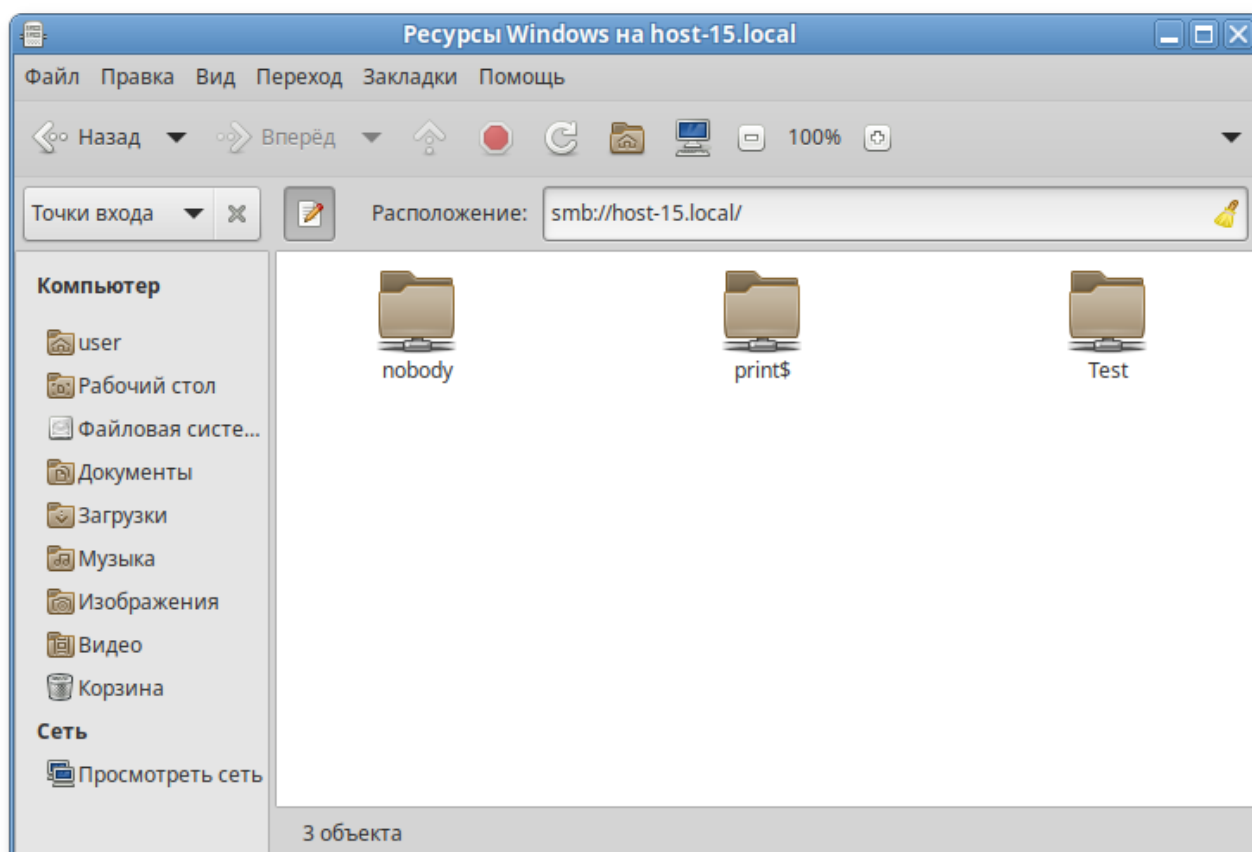 Ресурсы Windows на host-15.local
Файл Правка Вид Переход Закладки Помощь
Назад Вперёд 100%
Точки входа Расположение: smb://host-15.local/
Компьютер
user
Рабочий стол
Файловая систе...
Документы
Загрузки
Музыка
Изображения
Видео
Корзина
Сеть
Просмотреть сеть
nobody print$ Test
3 объекта